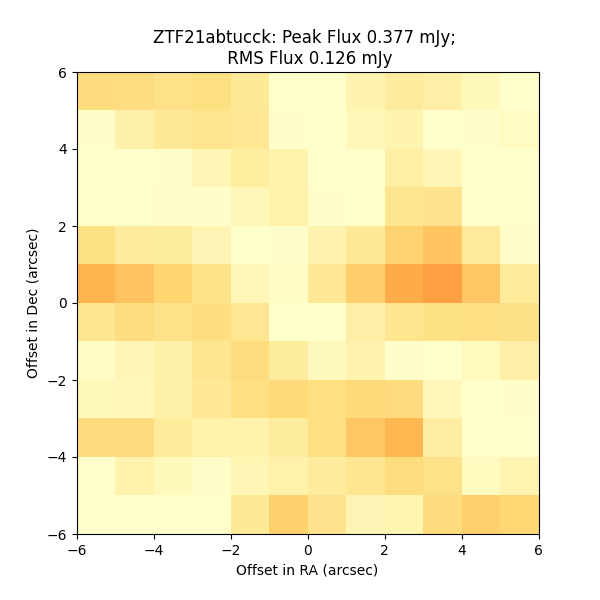 ZTF21abtucck: Peak Flux 0.377 mJy;
RMS Flux 0.126 mJy
6
4
2
0
−2
−4
−6
Offset in Dec (arcsec)
−6 −4 −2 0 2 4 6
Offset in RA (arcsec)